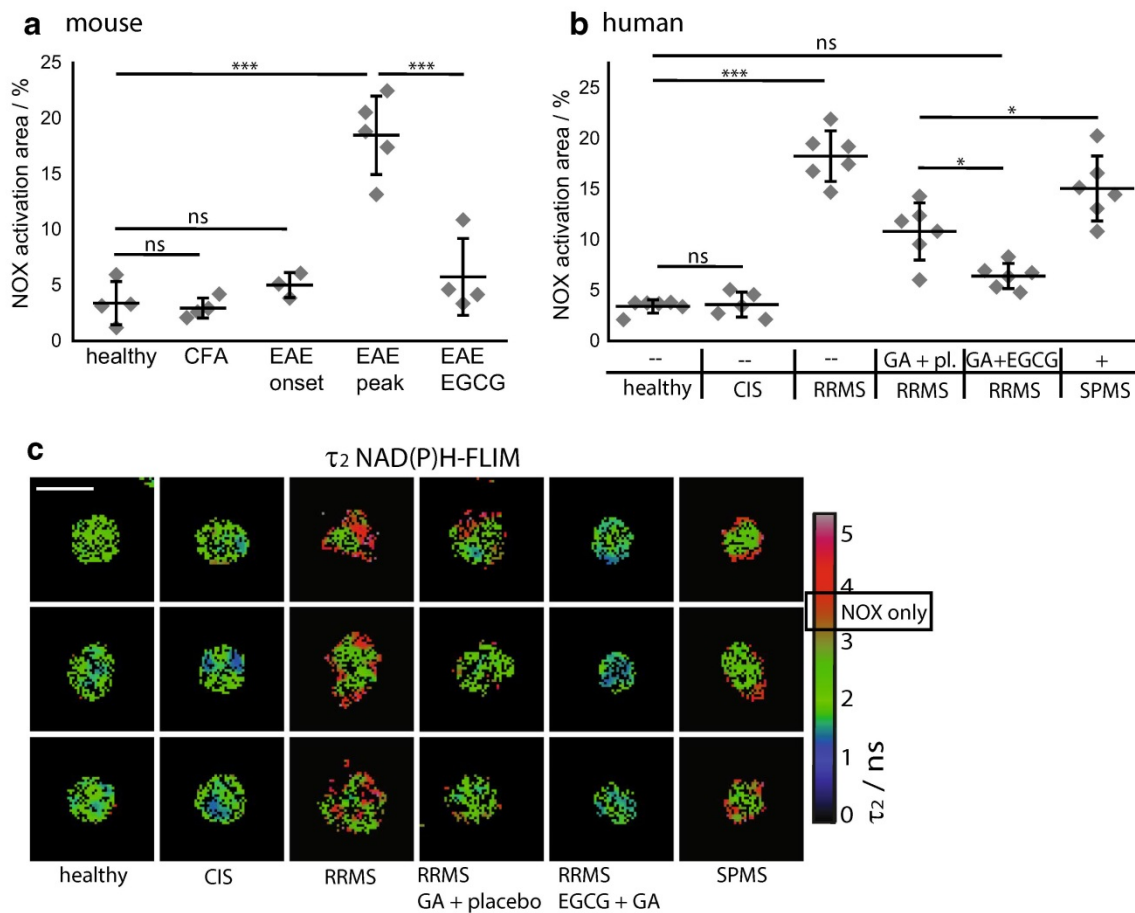 a mouse
NOX activation area / %
25
20
15
10
5
0
***
***
ns
ns
healthy
CFA
EAE
onset
EAE
peak
EAE
EGCG
b human
NOX activation area / %
25
20
15
10
5
0
ns
***
*
*
ns
--
--
--
GA + pl.
GA+EGCG
+
healthy
CIS
RRMS
RRMS
RRMS
SPMS
c
τ2 NAD(P)H-FLIM
5
4
NOX only
3
2
1
0
τ2 / ns
healthy
CIS
RRMS
RRMS
GA + placebo
RRMS
EGCG + GA
SPMS